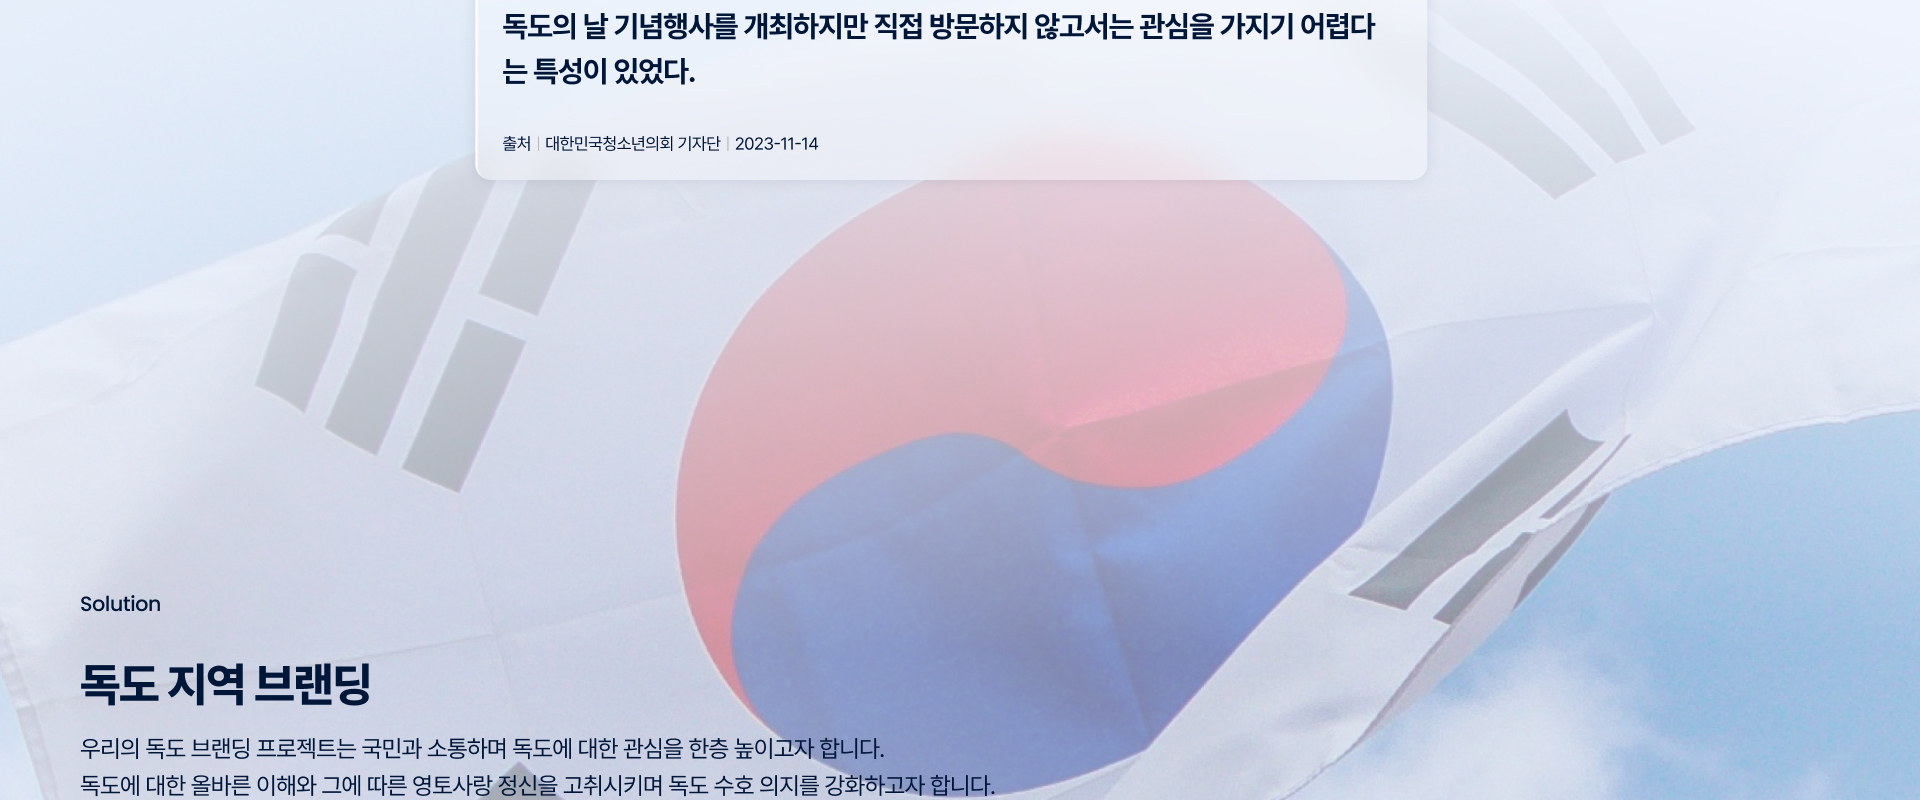 독도의 날 기념행사를 개최하지만 직접 방문하지 않고서는 관심을 가지기 어렵다
는 특성이 있었다.
출처 | 대한민국청소년의회 기자단 | 2023-11-14
Solution
독도 지역 브랜딩
우리의 독도 브랜딩 프로젝트는 국민과 소통하며 독도에 대한 관심을 한층 높이고자 합니다.
독도에 대한 올바른 이해와 그에 따른 영토사랑 정신을 고취시키며 독도 수호 의지를 강화하고자 합니다.